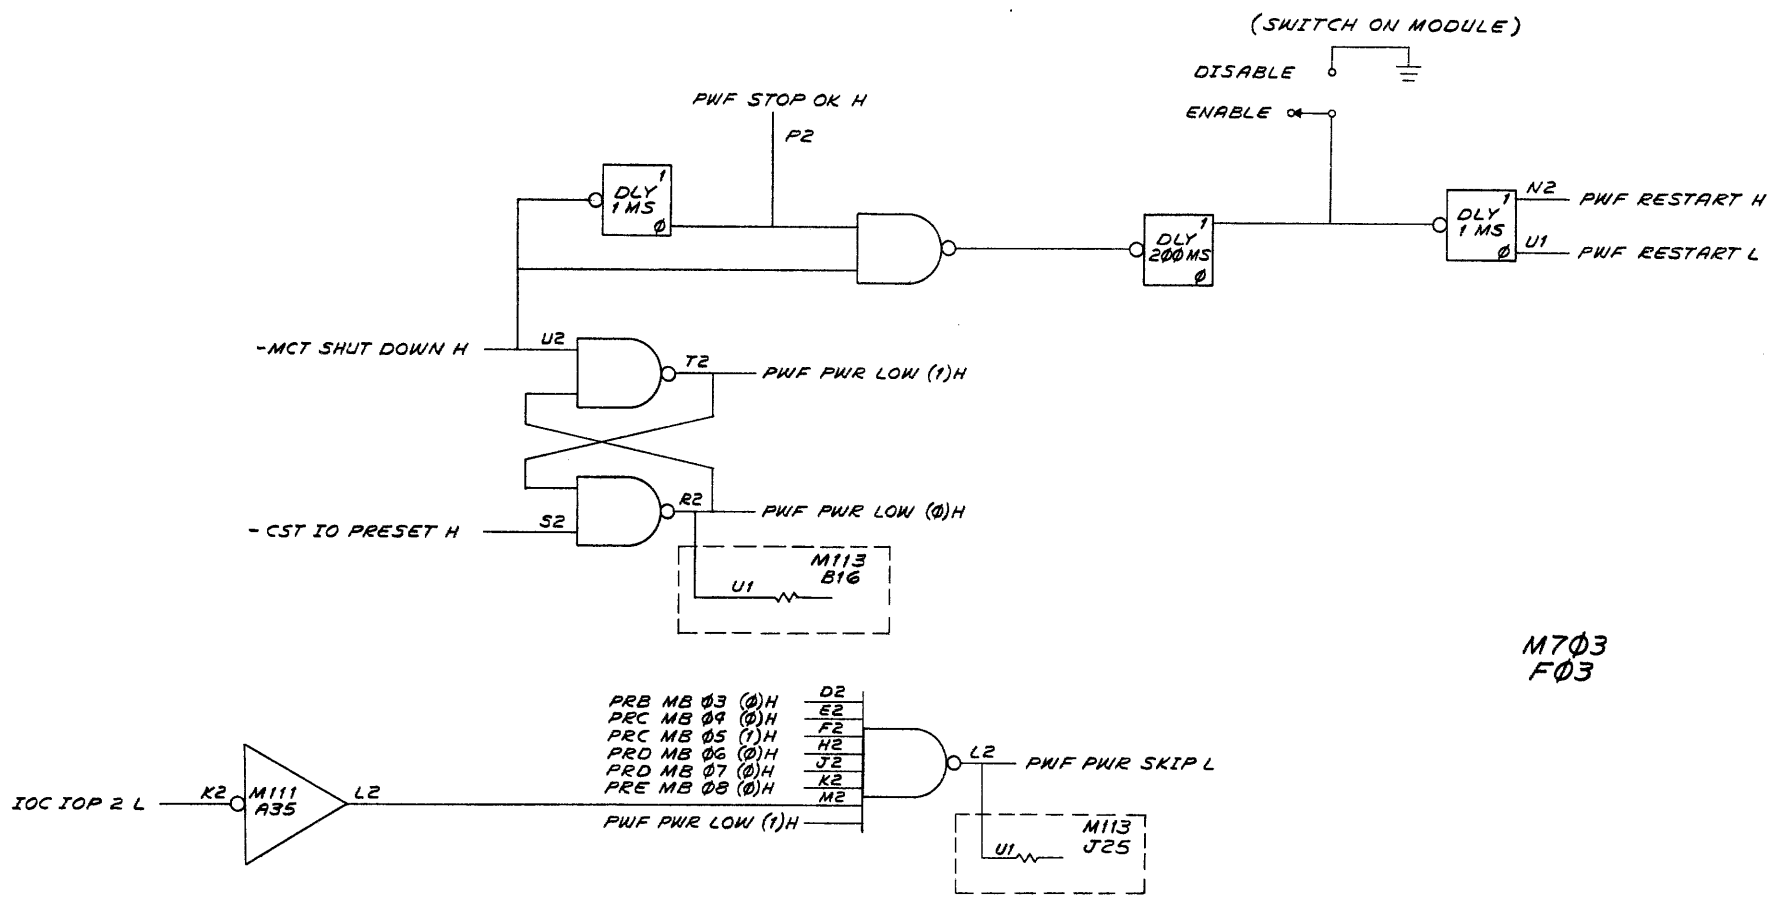 (SWITCH ON MODULE)
DISABLE
ENABLE
PWF STOP OK H
P2
DLY
1 MS
1
Ø
DLY
2ØØ MS
1
Ø
DLY
1 MS
1
Ø
N2
PWF RESTART H
U1
PWF RESTART L
-MCT SHUT DOWN H
U2
T2
PWF PWR LOW (1)H
-CST IO PRESET H
S2
R2
PWF PWR LOW (Ø)H
M113
B16
U1
M7Ø3
FØ3
PRB MB Ø3 (Ø)H D2
PRC MB Ø4 (Ø)H E2
PRC MB Ø5 (1)H F2
PRD MB Ø6 (Ø)H H2
PRD MB Ø7 (Ø)H J2
PRE MB Ø8 (Ø)H K2
M2
PWF PWR LOW (1)H
L2
PWF PWR SKIP L
IOC IOP 2 L
K2
M111
A35
L2
M113
J25
U1